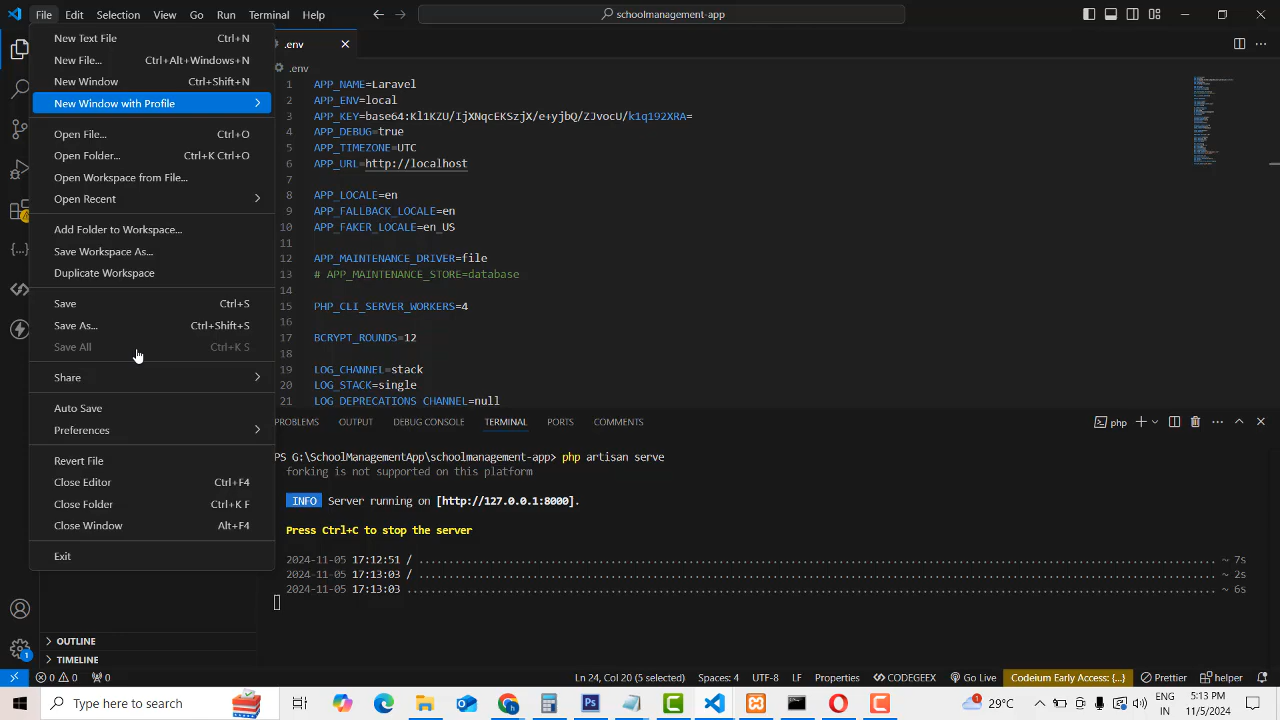 File Edit Selection View Go Run Terminal Help schoolmanagement-app
New Text File Ctrl+N
New File... Ctrl+Alt+Windows+N
New Window Ctrl+Shift+N
New Window with Profile
Open File... Ctrl+O
Open Folder... Ctrl+K Ctrl+O
Open Workspace from File...
Open Recent
Add Folder to Workspace...
Save Workspace As...
Duplicate Workspace
Save Ctrl+S
Save As... Ctrl+Shift+S
Save All Ctrl+K S
Share
Auto Save
Preferences
Revert File
Close Editor Ctrl+F4
Close Folder Ctrl+K F
Close Window Alt+F4
Exit
OUTLINE
TIMELINE
.env
.env
1 APP_NAME=Laravel
2 APP_ENV=local
3 APP_KEY=base64:Kl1KZU/IjXNqcEKSzjX/e+yjbQ/ZJvocU/k1q192XRA=
4 APP_DEBUG=true
5 APP_TIMEZONE=UTC
6 APP_URL=http://localhost
7
8 APP_LOCALE=en
9 APP_FALLBACK_LOCALE=en
10 APP_FAKER_LOCALE=en_US
11
12 APP_MAINTENANCE_DRIVER=file
13 # APP_MAINTENANCE_STORE=database
14
15 PHP_CLI_SERVER_WORKERS=4
16
17 BCRYPT_ROUNDS=12
18
19 LOG_CHANNEL=stack
20 LOG_STACK=single
21 LOG_DEPRECATIONS_CHANNEL=null
PROBLEMS OUTPUT DEBUG CONSOLE TERMINAL PORTS COMMENTS php
PS G:\SchoolManagementApp\schoolmanagement-app> php artisan serve
forking is not supported on this platform
INFO Server running on [http://127.0.0.1:8000].
Press Ctrl+C to stop the server
2024-11-05 17:12:51 / ........ ~ 7s
2024-11-05 17:13:03 / ........ ~ 2s
2024-11-05 17:13:03 ........ ~ 6s
0 0 0 Ln 24, Col 20 (5 selected) Spaces: 4 UTF-8 LF Properties CODEGEEX Go Live Codeium Early Access: {...} Prettier helper
Type here to search 29°C ENG 5:13 PM
IN 11/5/2024